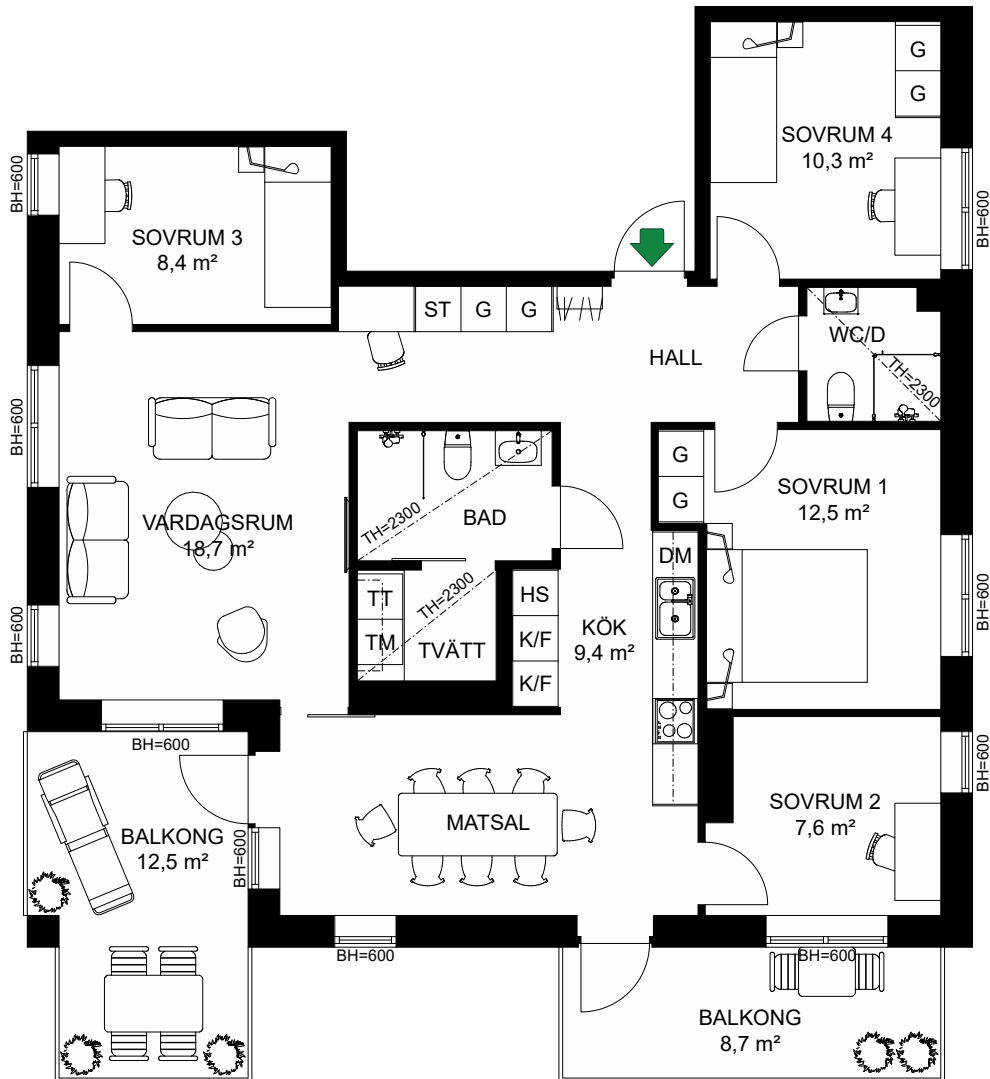 G
G
SOVRUM 4
10,3 m²
BH=600
BH=600
SOVRUM 3
8,4 m²
ST
G
G
HALL
WC/D
TH=2300
BH=600
VARDAGSRUM
18,7 m²
BH=600
TH=2300
BAD
TH=2300
TT
TM
TVÄTT
HS
K/F
K/F
KÖK
9,4 m²
G
G
DM
SOVRUM 1
12,5 m²
BH=600
BH=600
BALKONG
12,5 m²
BH=600
MATSAL
BH=600
SOVRUM 2
7,6 m²
BH=600
BH=600
BALKONG
8,7 m²